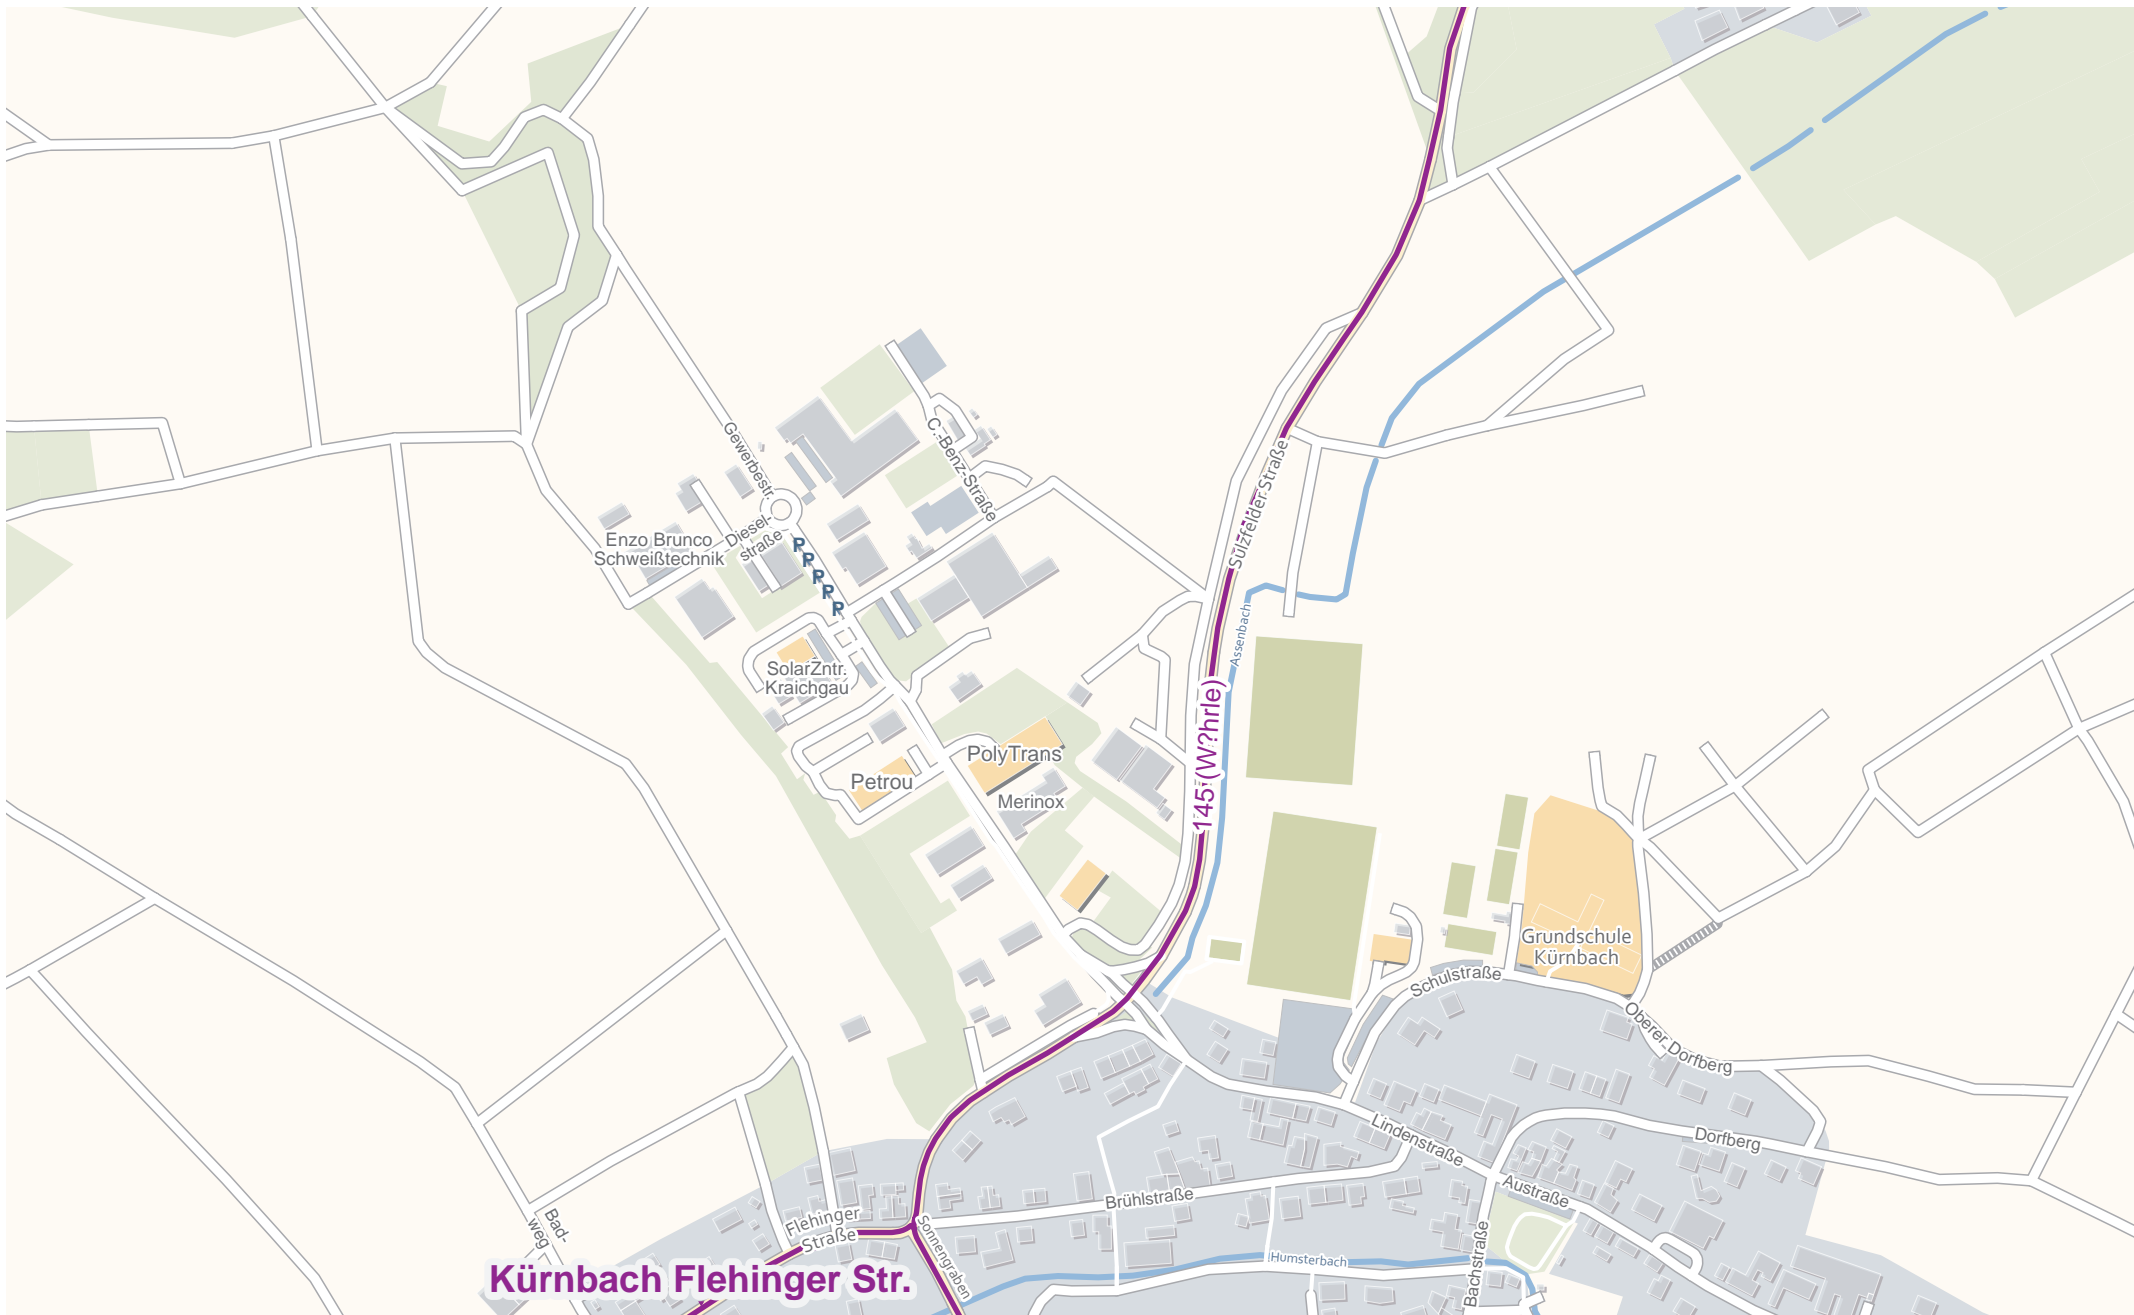 Gewerbestr.
C.-Benz-Straße
Sulzfelder Straße
Enzo Brunco
Schweißtechnik
Diesel-
straße
P
P
P
P
P
Assenbach
SolarZntr.
Kraichgau
145 (W?hrle)
PolyTrans
Petrou
Merinox
Grundschule
Kürnbach
Schulstraße
Oberer Dorfberg
Lindenstraße
Dorfberg
Brühlstraße
Austraße
Flehinger
Straße
Sonnengraben
Bad-
weg
Bachstraße
Humsterbach
Kürnbach Flehinger Str.